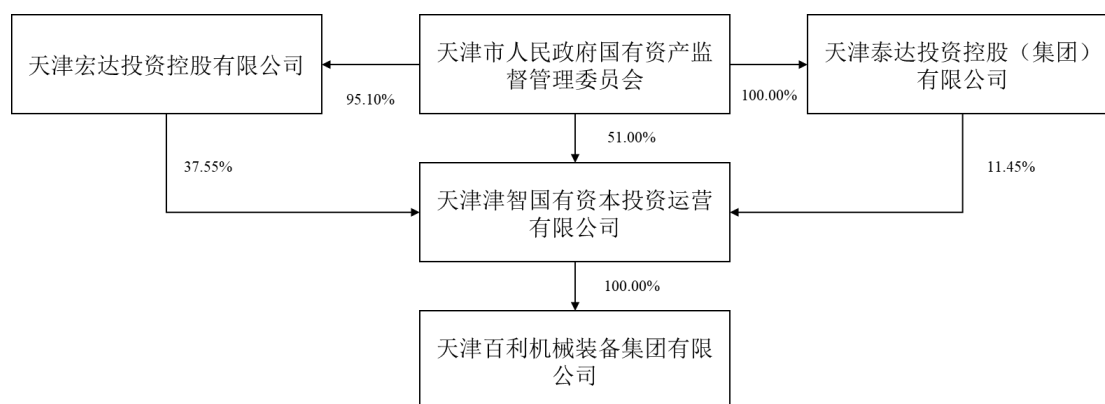 天津宏达投资控股有限公司
天津市人民政府国有资产监
督管理委员会
天津泰达投资控股（集团）
有限公司
95.10%
100.00%
51.00%
37.55%
11.45%
天津津智国有资本投资运营
有限公司
100.00%
天津百利机械装备集团有限
公司